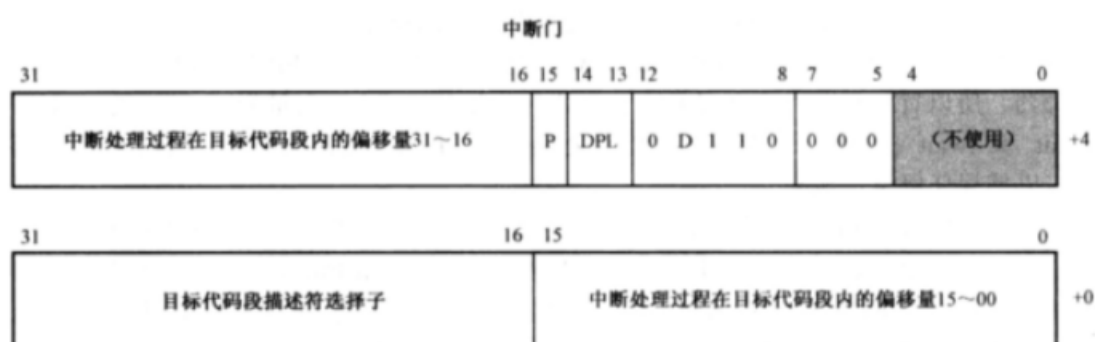 中断门
31 16 15 14 13 12 8 7 5 4 0
中断处理过程在目标代码段内的偏移量31～16 P DPL 0 D 1 1 0 0 0 0 （不使用） +4
31 16 15 0
目标代码段描述符选择子 中断处理过程在目标代码段内的偏移量15～00 +0